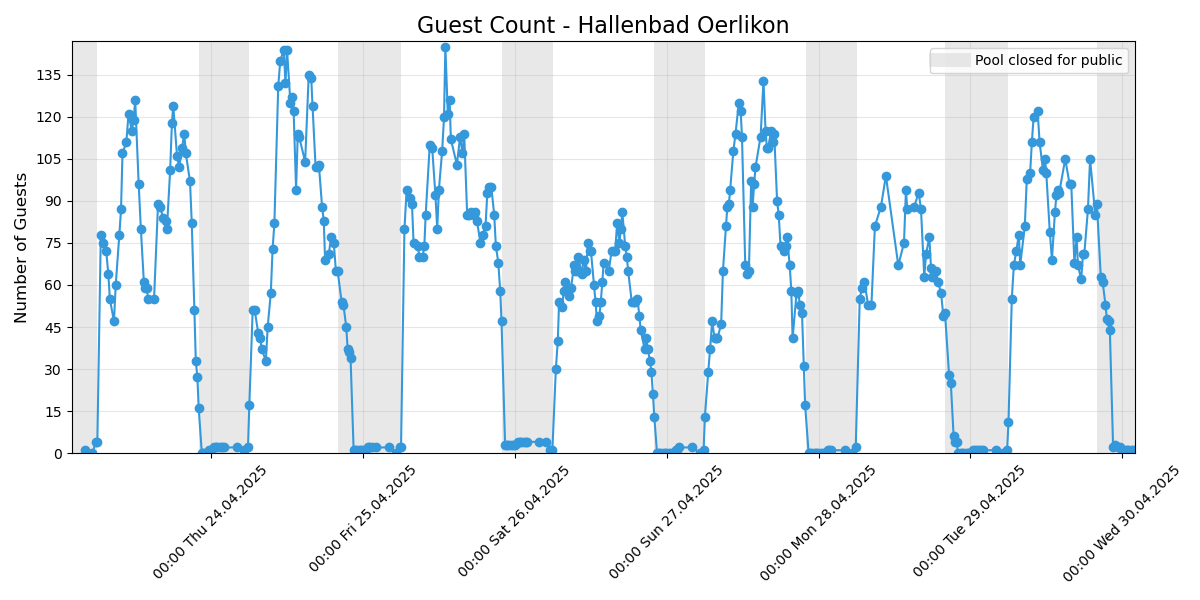 Guest Count - Hallenbad Oerlikon
Pool closed for public
Number of Guests
135
120
105
90
75
60
45
30
15
0
00:00 Thu 24.04.2025
00:00 Fri 25.04.2025
00:00 Sat 26.04.2025
00:00 Sun 27.04.2025
00:00 Mon 28.04.2025
00:00 Tue 29.04.2025
00:00 Wed 30.04.2025